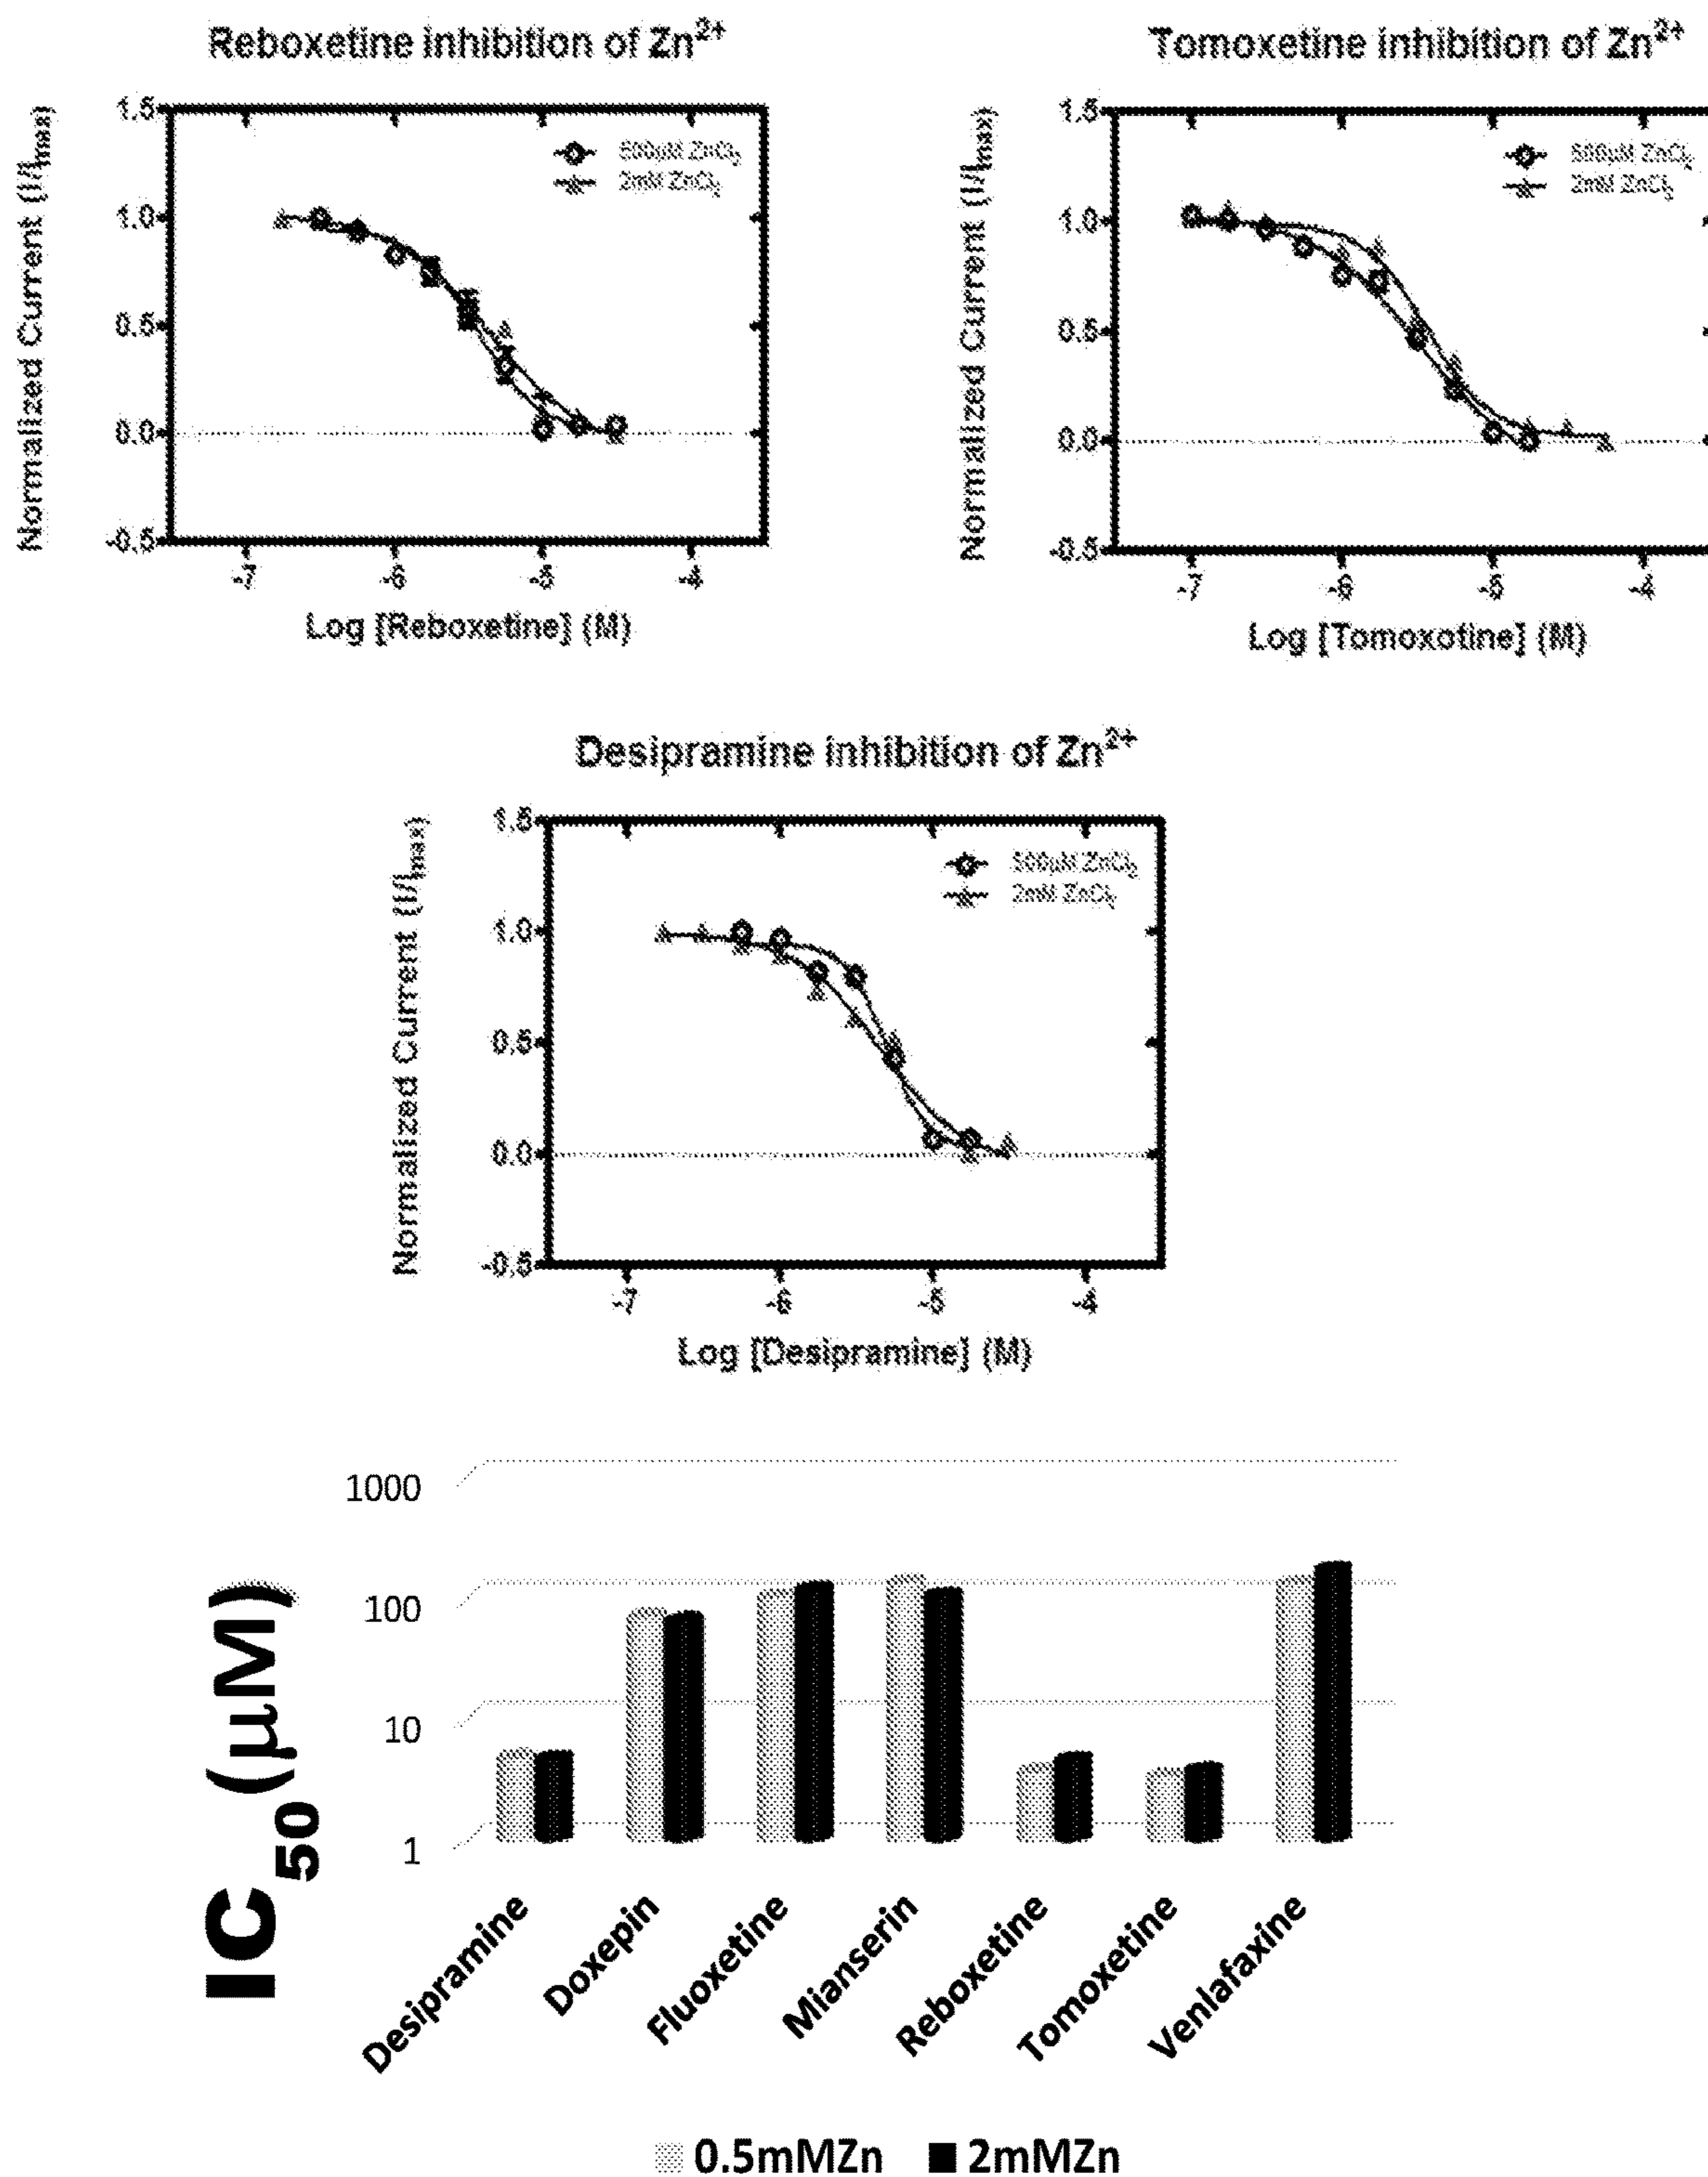 Reboxetine inhibition of Zn2+
Tomoxetine inhibition of Zn2+
Normalized Current (I/Imax)
1.5
1.0
0.5
0.0
-0.5
500µM ZnCl2
2mM ZnCl2
-7
-6
-5
-4
Log [Reboxetine] (M)
Normalized Current (I/Imax)
1.5
1.0
0.5
0.0
-0.5
500µM ZnCl2
2mM ZnCl2
-7
-6
-5
-4
Log [Tomoxotine] (M)
Desipramine inhibition of Zn2+
Normalized Current (I/Imax)
1.5
1.0
0.5
0.0
-0.5
500µM ZnCl2
2mM ZnCl2
-7
-6
-5
-4
Log [Desipramine] (M)
IC50 (µM)
1000
100
10
1
Desipramine
Doxepin
Fluoxetine
Mianserin
Reboxetine
Tomoxetine
Venlafaxine
0.5mMZn
2mMZn